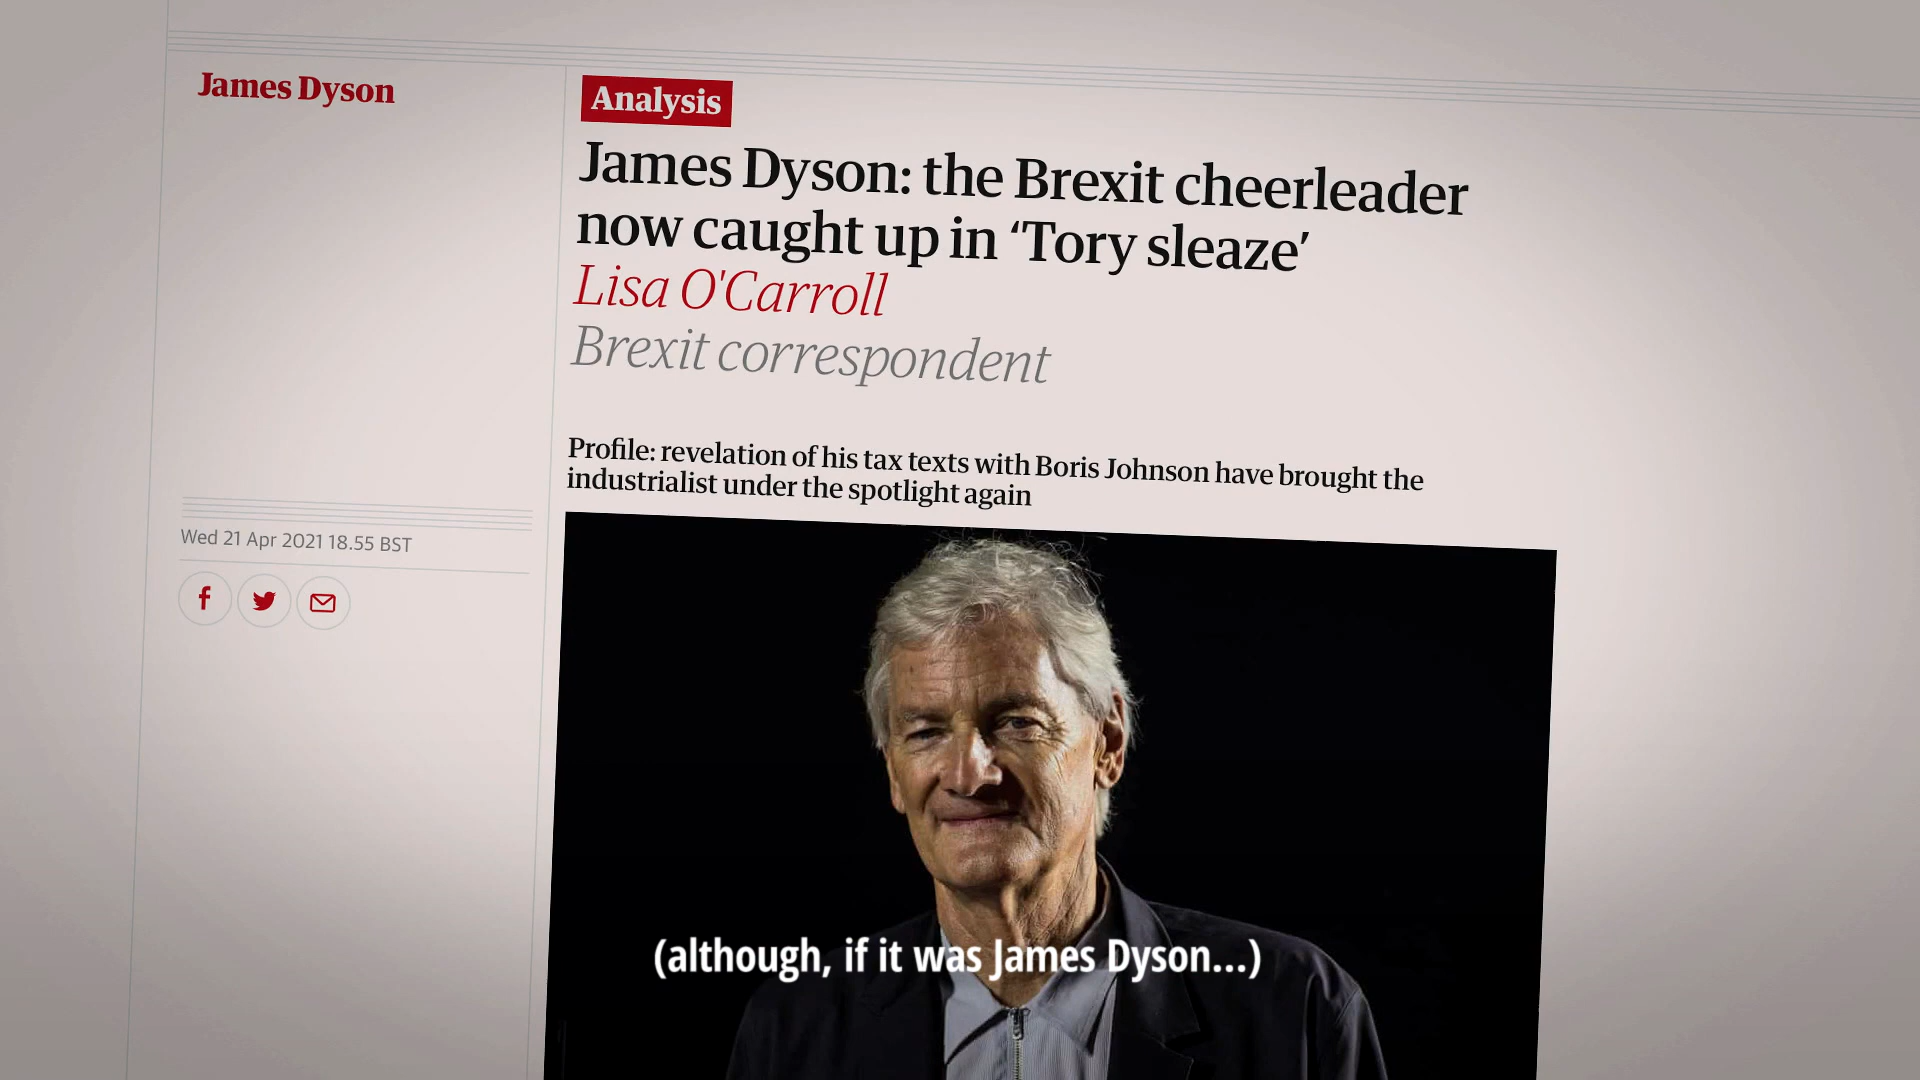 James Dyson
Analysis
James Dyson: the Brexit cheerleader
now caught up in ‘Tory sleaze’
Lisa O'Carroll
Brexit correspondent
Profile: revelation of his tax texts with Boris Johnson have brought the
industrialist under the spotlight again
Wed 21 Apr 2021 18.55 BST
(although, if it was James Dyson...)